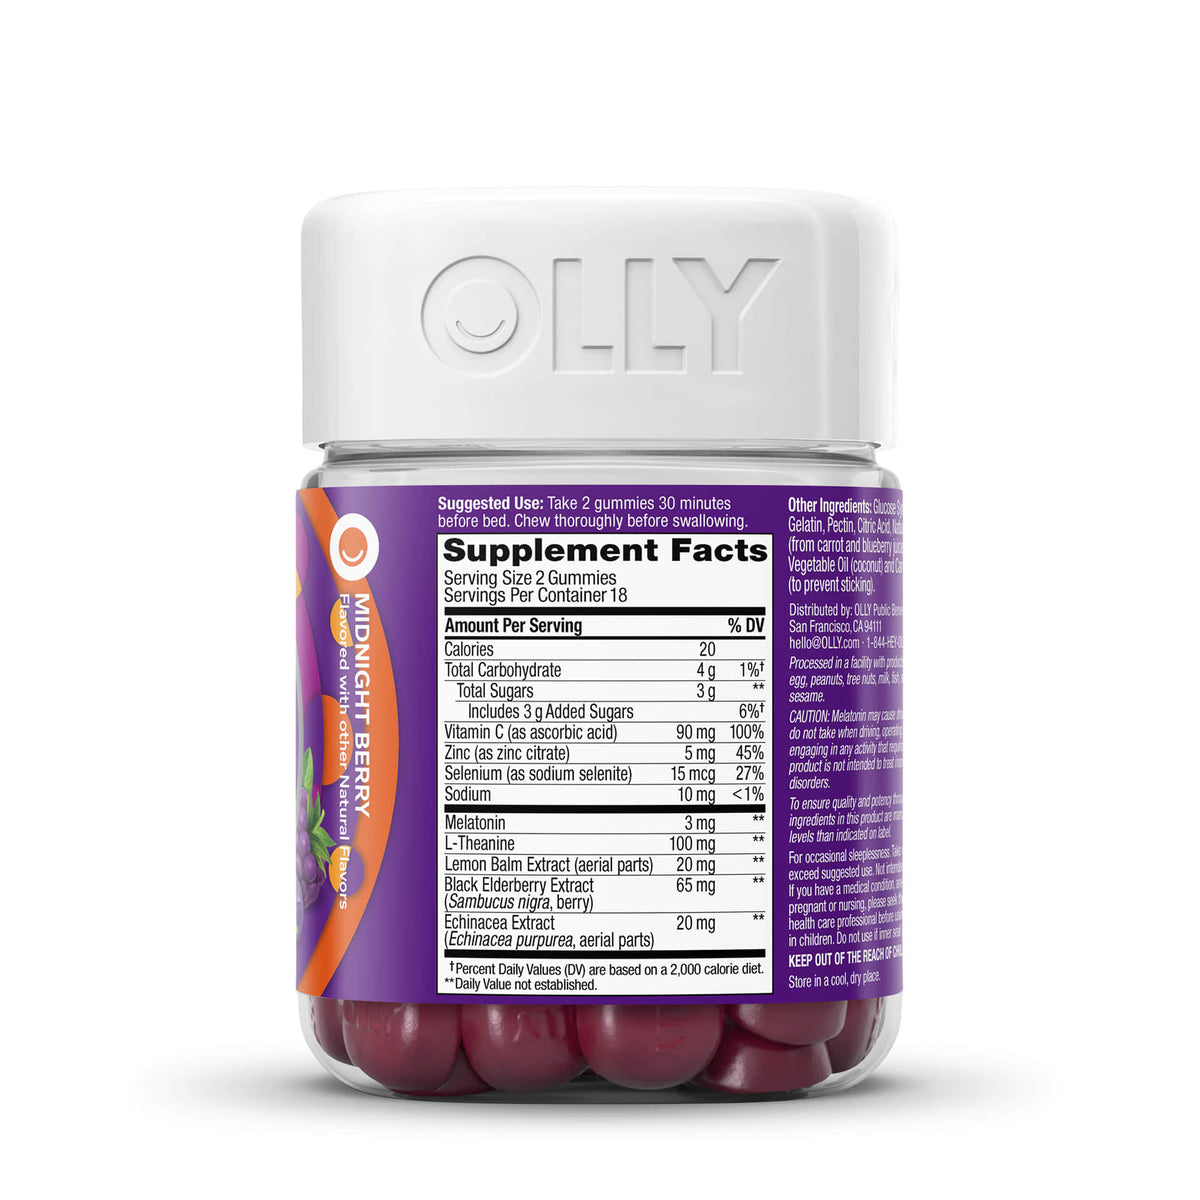 OLLY
MIDNIGHT BERRY
Flavored with other Natural Flavors
Suggested Use: Take 2 gummies 30 minutes
before bed. Chew thoroughly before swallowing.
Supplement Facts
Serving Size 2 Gummies
Servings Per Container 18
Amount Per Serving % DV
Calories 20
Total Carbohydrate 4 g 1%†
Total Sugars 3 g **
Includes 3 g Added Sugars 6%†
Vitamin C (as ascorbic acid) 90 mg 100%
Zinc (as zinc citrate) 5 mg 45%
Selenium (as sodium selenite) 15 mcg 27%
Sodium 10 mg <1%
Melatonin 3 mg **
L-Theanine 100 mg **
Lemon Balm Extract (aerial parts) 20 mg **
Black Elderberry Extract 65 mg **
(Sambucus nigra, berry)
Echinacea Extract 20 mg **
(Echinacea purpurea, aerial parts)
†Percent Daily Values (DV) are based on a 2,000 calorie diet.
**Daily Value not established.
Other Ingredients: Glucose
Gelatin, Pectin, Citric Acid,
(from carrot and blueberry
Vegetable Oil (coconut) and
(to prevent sticking).
Distributed by: OLLY Public
San Francisco, CA 94111
hello@OLLY.com · 1-844-HEY-
Processed in a facility with
egg, peanuts, tree nuts, milk, fish,
sesame.
CAUTION: Melatonin may cause
do not take when driving, operating
engaging in any activity that
product is not intended to treat
disorders.
To ensure quality and potency
ingredients in this product are
levels than indicated on label.
For occasional sleeplessness.
exceed suggested use. Not
If you have a medical condition,
pregnant or nursing, please seek
health care professional before
in children. Do not use if inner seal
KEEP OUT OF THE REACH OF
Store in a cool, dry place.